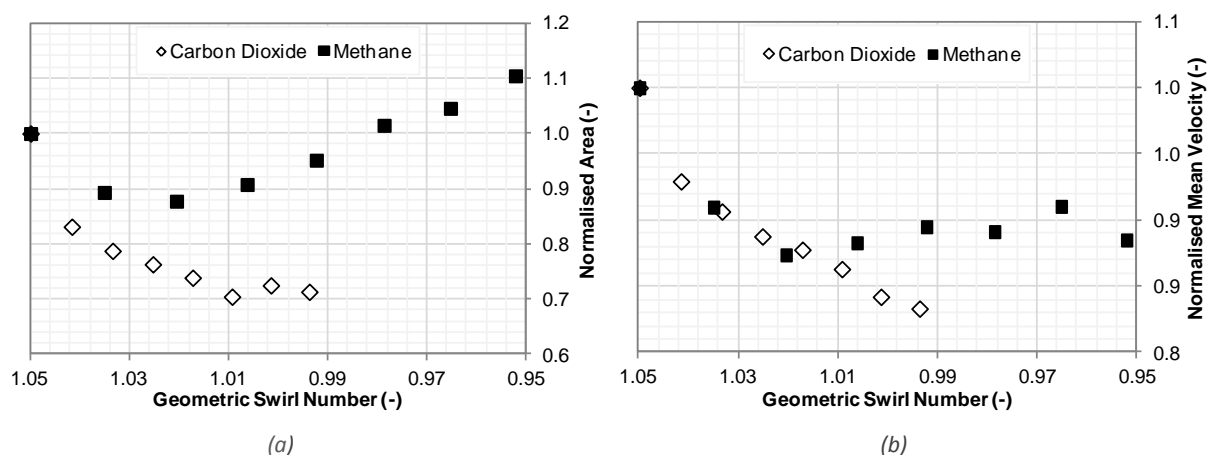 ◇ Carbon Dioxide ■ Methane
1.2
1.1
1.0
0.9
0.8
0.7
0.6
Normalised Area (-)
1.05 1.03 1.01 0.99 0.97 0.95
Geometric Swirl Number (-)
(a)
◇ Carbon Dioxide ■ Methane
1.1
1.0
1.0
0.9
0.9
0.8
Normalised Mean Velocity (-)
1.05 1.03 1.01 0.99 0.97 0.95
Geometric Swirl Number (-)
(b)